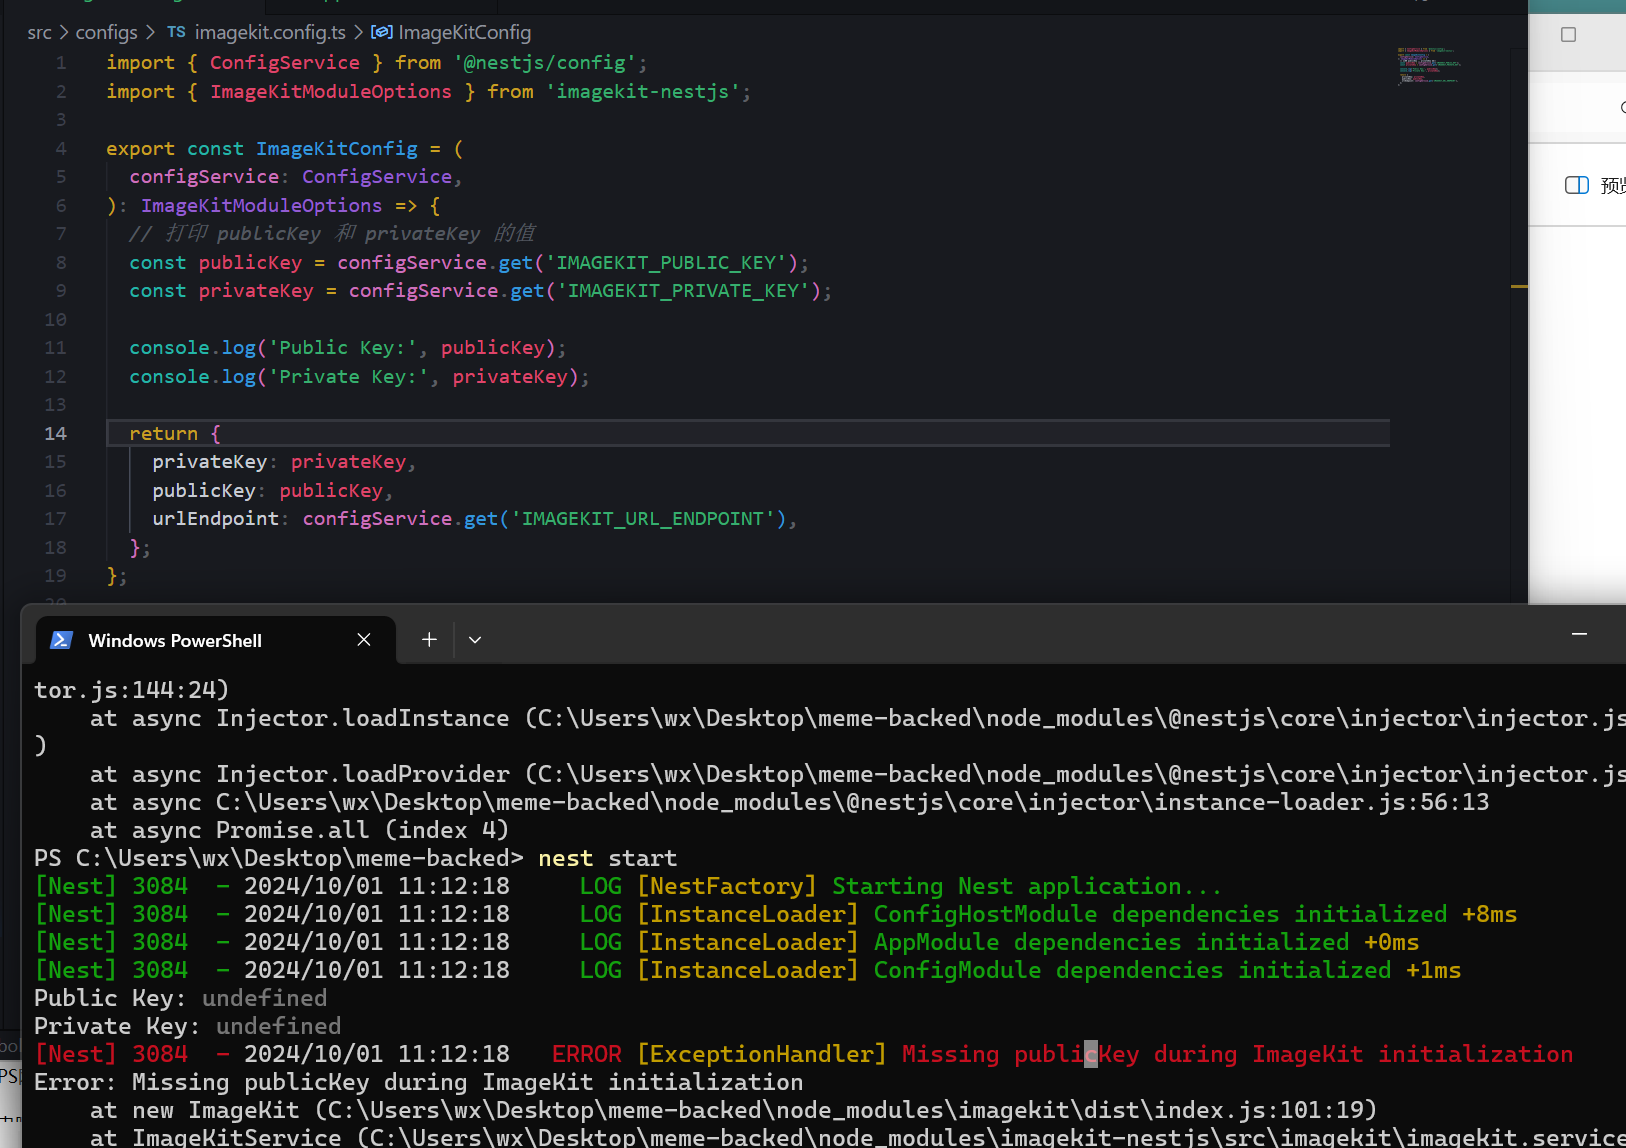 src > configs > TS imagekit.config.ts > ImageKitConfig
1 import { ConfigService } from '@nestjs/config';
2 import { ImageKitModuleOptions } from 'imagekit-nestjs';
3
4 export const ImageKitConfig = (
5 configService: ConfigService,
6 ): ImageKitModuleOptions => {
7 // 打印 publicKey 和 privateKey 的值
8 const publicKey = configService.get('IMAGEKIT_PUBLIC_KEY');
9 const privateKey = configService.get('IMAGEKIT_PRIVATE_KEY');
10
11 console.log('Public Key:', publicKey);
12 console.log('Private Key:', privateKey);
13
14 return {
15 privateKey: privateKey,
16 publicKey: publicKey,
17 urlEndpoint: configService.get('IMAGEKIT_URL_ENDPOINT'),
18 };
19 };
Windows PowerShell
tor.js:144:24)
at async Injector.loadInstance (C:\Users\wx\Desktop\meme-backed\node_modules\@nestjs\core\injector\injector.js
)
at async Injector.loadProvider (C:\Users\wx\Desktop\meme-backed\node_modules\@nestjs\core\injector\injector.js
at async C:\Users\wx\Desktop\meme-backed\node_modules\@nestjs\core\injector\instance-loader.js:56:13
at async Promise.all (index 4)
PS C:\Users\wx\Desktop\meme-backed> nest start
[Nest] 3084 - 2024/10/01 11:12:18 LOG [NestFactory] Starting Nest application...
[Nest] 3084 - 2024/10/01 11:12:18 LOG [InstanceLoader] ConfigHostModule dependencies initialized +8ms
[Nest] 3084 - 2024/10/01 11:12:18 LOG [InstanceLoader] AppModule dependencies initialized +0ms
[Nest] 3084 - 2024/10/01 11:12:18 LOG [InstanceLoader] ConfigModule dependencies initialized +1ms
Public Key: undefined
Private Key: undefined
[Nest] 3084 - 2024/10/01 11:12:18 ERROR [ExceptionHandler] Missing publicKey during ImageKit initialization
Error: Missing publicKey during ImageKit initialization
at new ImageKit (C:\Users\wx\Desktop\meme-backed\node_modules\imagekit\dist\index.js:101:19)
at ImageKitService (C:\Users\wx\Desktop\meme-backed\node_modules\imagekit-nestjs\src\imagekit\imagekit.service